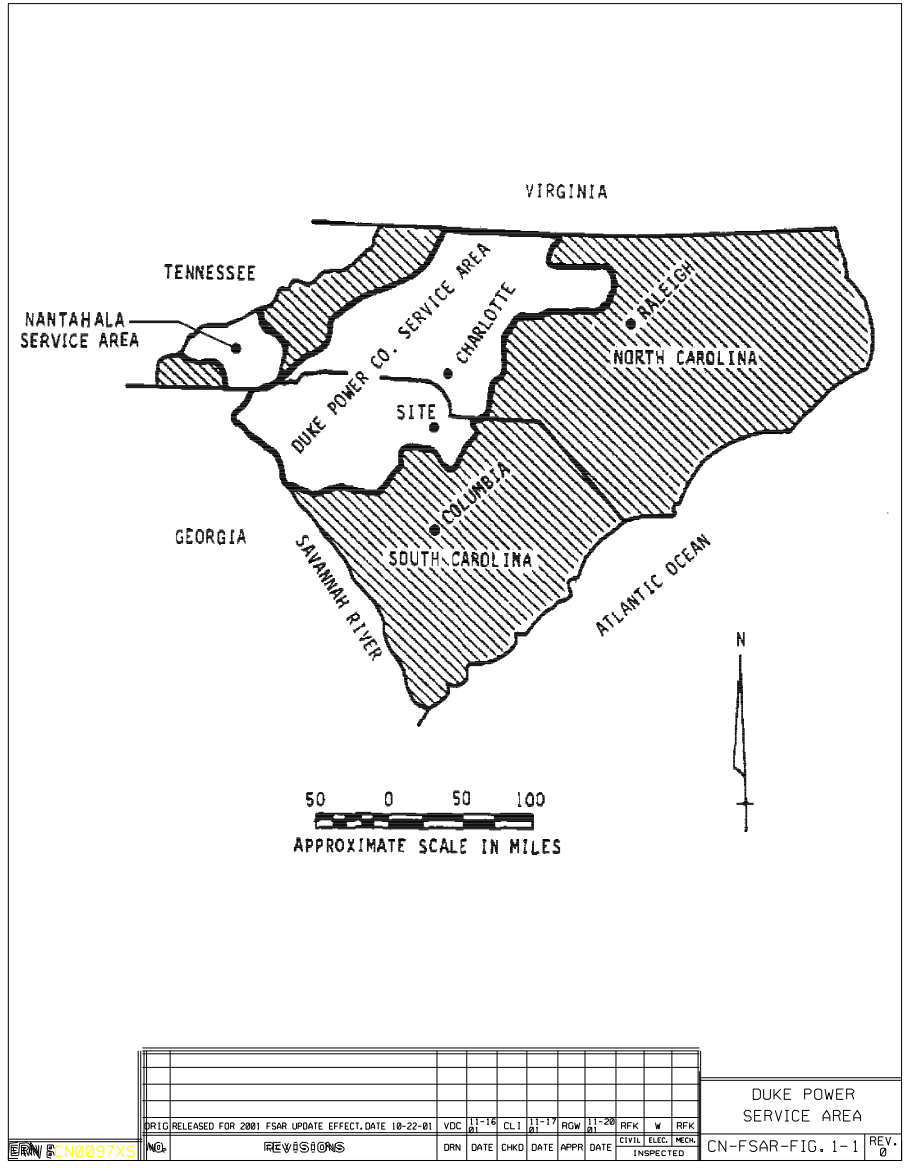 VIRGINIA
TENNESSEE
NANTAHALA
SERVICE AREA
DUKE POWER CO. SERVICE AREA
CHARLOTTE
RALEIGH
NORTH CAROLINA
SITE
COLUMBIA
SOUTH CAROLINA
GEORGIA
SAVANNAH RIVER
ATLANTIC OCEAN
N
50 0 50 100
APPROXIMATE SCALE IN MILES
ORIG RELEASED FOR 2001 FSAR UPDATE EFFECT. DATE 10-22-01 VDC 11-16 01 CLI 11-17 01 RGW 11-20 01 RFK W RFK
NO. REVISIONS DRN DATE CHKD DATE APPR DATE CIVIL ELEC. MECH.
INSPECTED
DUKE POWER
SERVICE AREA
CN-FSAR-FIG. 1-1 REV. 0
CN0097XS